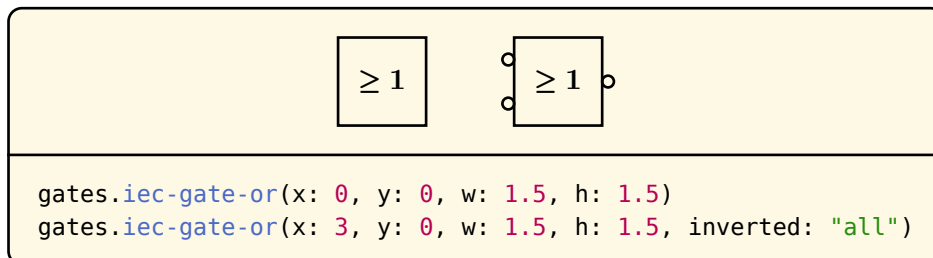 ≥ 1 ≥ 1
gates.iec-gate-or(x: 0, y: 0, w: 1.5, h: 1.5)
gates.iec-gate-or(x: 3, y: 0, w: 1.5, h: 1.5, inverted: "all")